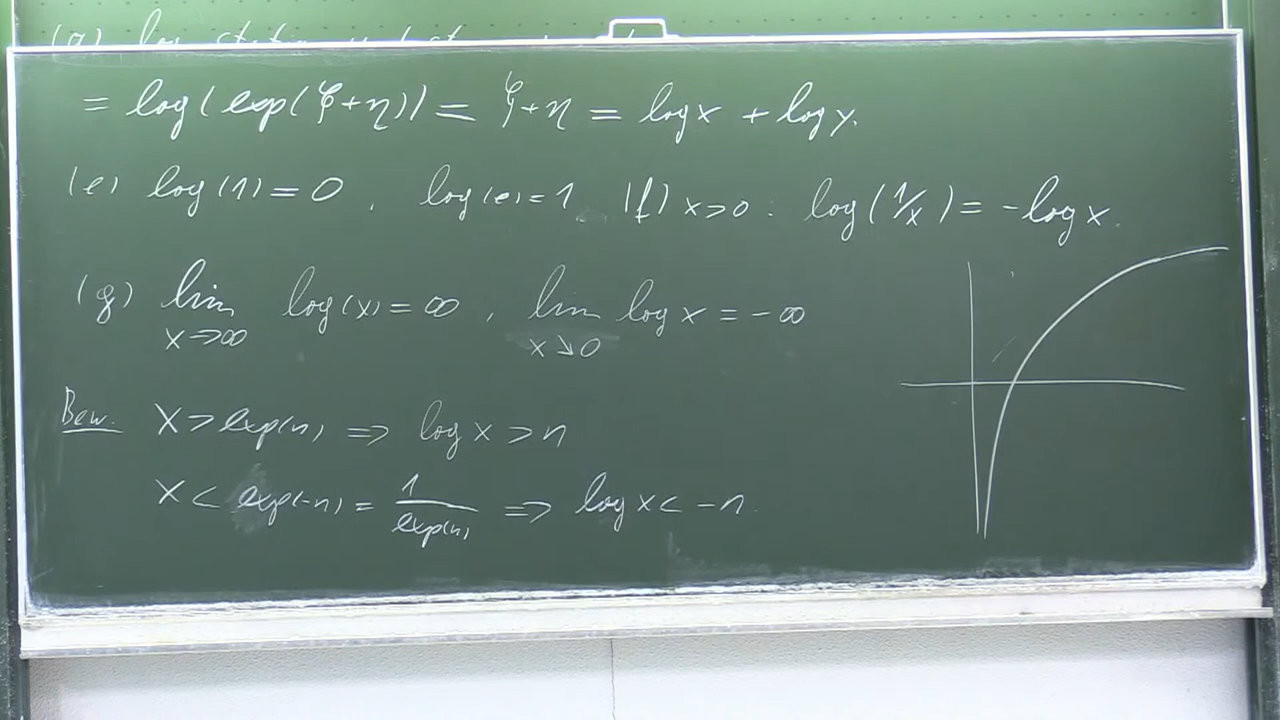 (a) log
= log(exp(ξ+η)) = ξ+η = log x + log y.
(e) log(1) = 0, log(e) = 1 (f) x>0: log(1/x) = -log x.
(g) lim x→∞ log(x) = ∞, lim x↘0 log x = -∞
Bew. x > exp(n) ⇒ log x > n
x < exp(-n) = 1/exp(n) ⇒ log x < -n.